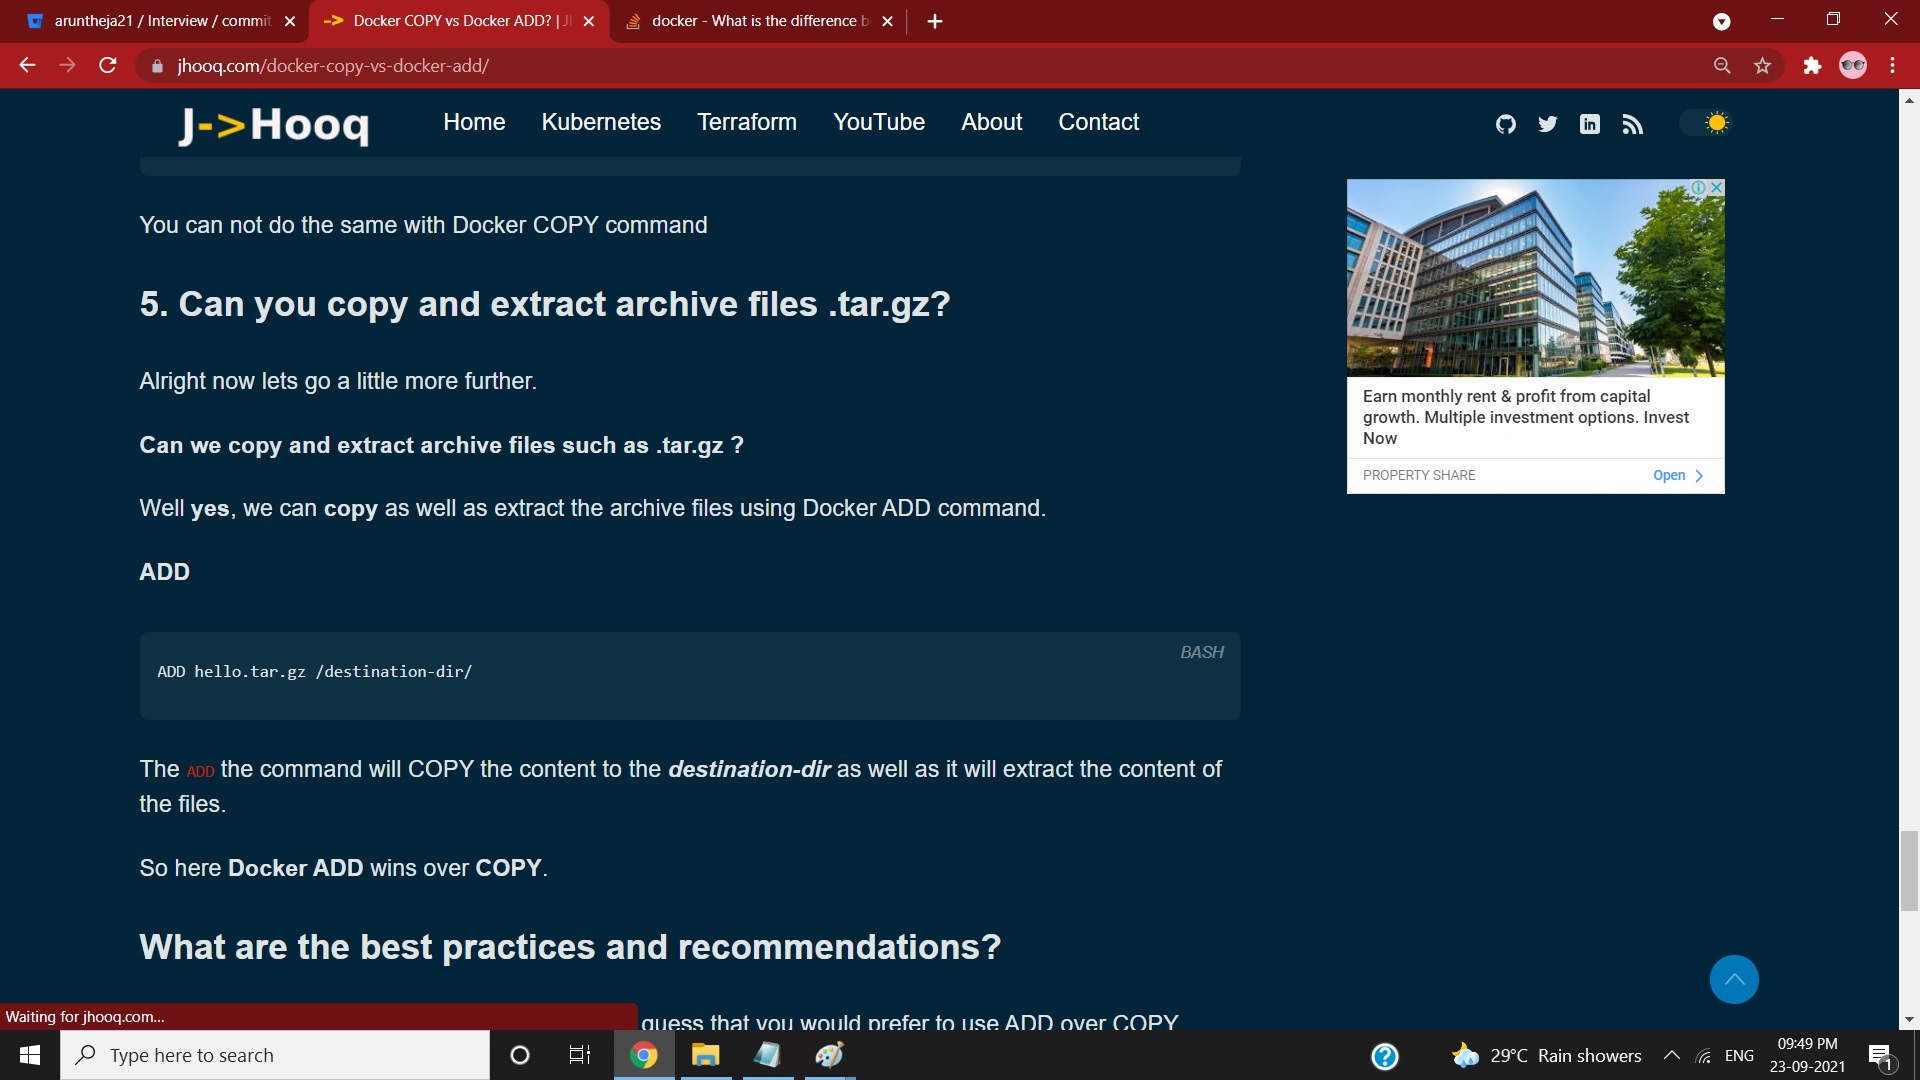 aruntheja21 / Interview / commit
Docker COPY vs Docker ADD? | J
docker - What is the difference b
jhooq.com/docker-copy-vs-docker-add/
J->Hooq
Home
Kubernetes
Terraform
YouTube
About
Contact
You can not do the same with Docker COPY command
5. Can you copy and extract archive files .tar.gz?
Alright now lets go a little more further.
Can we copy and extract archive files such as .tar.gz ?
Well yes, we can copy as well as extract the archive files using Docker ADD command.
ADD
BASH
ADD hello.tar.gz /destination-dir/
The ADD the command will COPY the content to the destination-dir as well as it will extract the content of
the files.
So here Docker ADD wins over COPY.
What are the best practices and recommendations?
guess that you would prefer to use ADD over COPY
Earn monthly rent & profit from capital
growth. Multiple investment options. Invest
Now
PROPERTY SHARE
Open
Waiting for jhooq.com...
Type here to search
29°C Rain showers
ENG
09:49 PM
23-09-2021
1